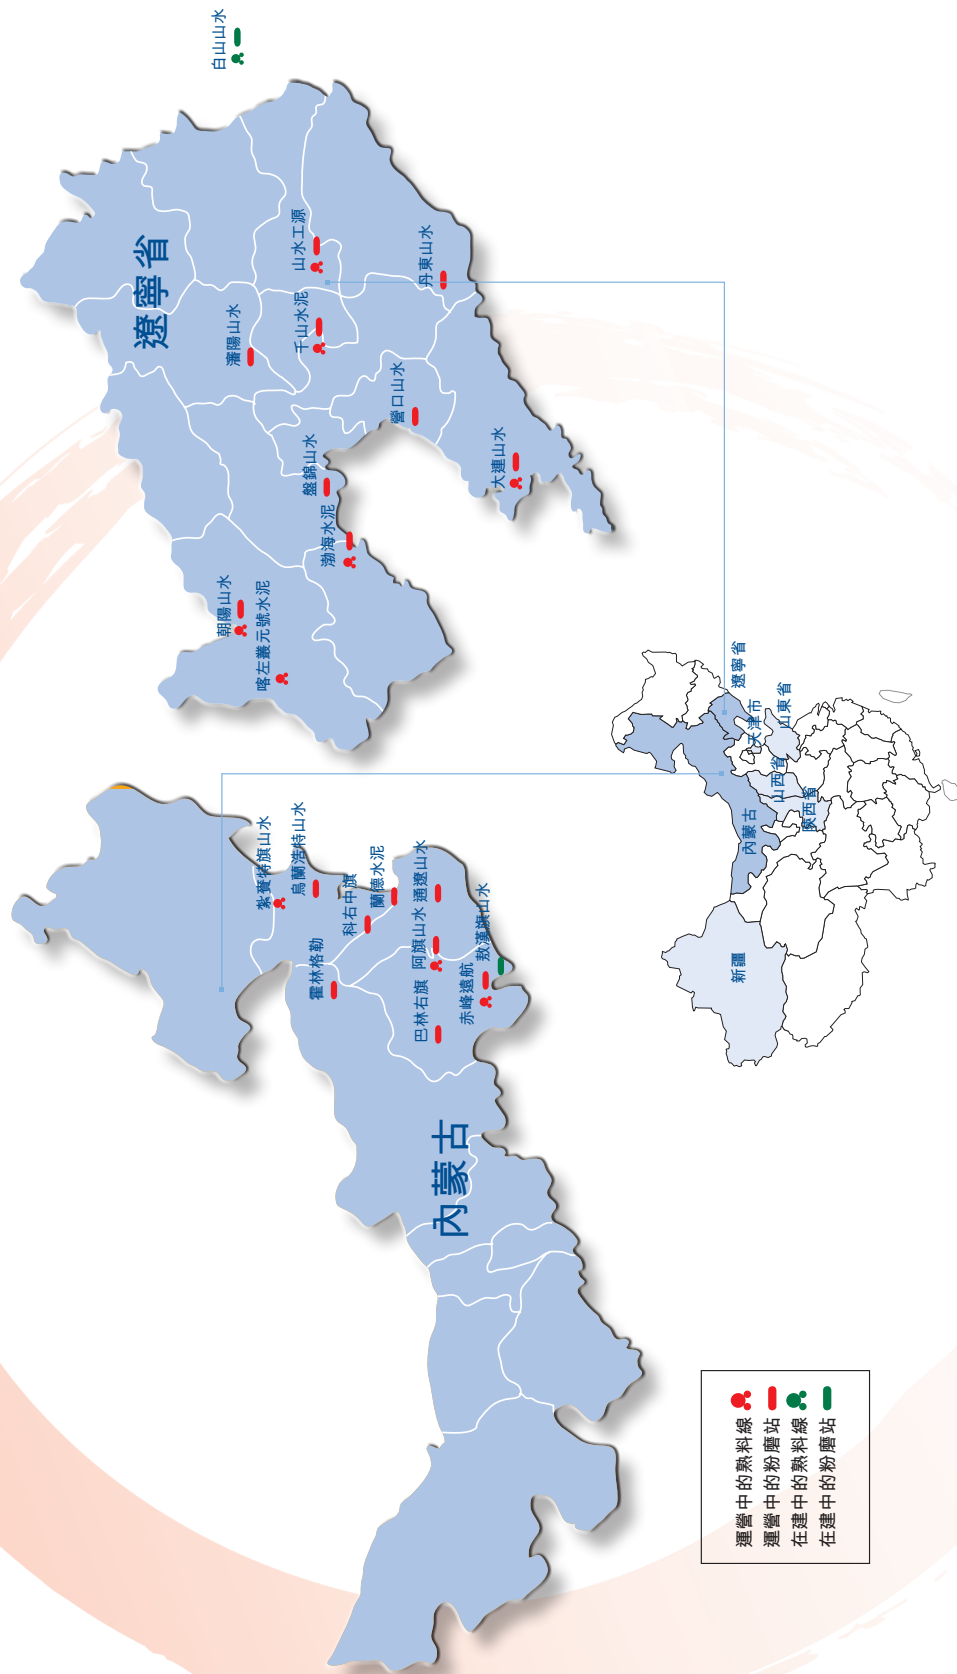 白山山水
遼寧省
山水工源
丹東山水
瀋陽山水
千山水泥
營口山水
盤錦山水
大連山水
渤海水泥
朝陽山水
喀左叢元號水泥
內蒙古
紮賚特旗山水
烏蘭浩特山水
科右中旗
蘭德水泥
通遼山水
霍林格勒
阿旗山水
敖漢旗山水
巴林右旗
赤峰遠航
遼寧省
天津市
山東省
山西省
陝西省
內蒙古
新疆
運營中的熟料線
運營中的粉磨站
在建中的熟料線
在建中的粉磨站